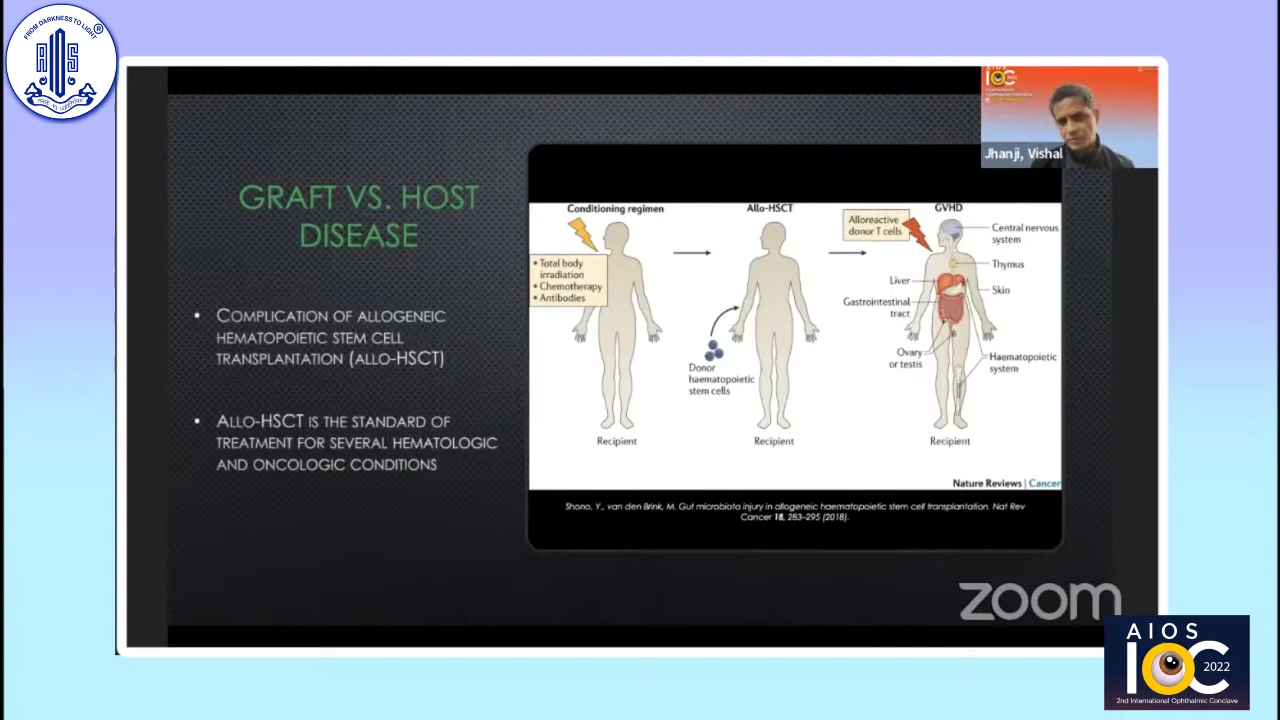 FROM DARKNESS TO LIGHT
®
AIOS
AIOS
IOC
Jhanji, Vishal
GRAFT VS. HOST
DISEASE
• COMPLICATION OF ALLOGENEIC
HEMATOPOIETIC STEM CELL
TRANSPLANTATION (ALLO-HSCT)
• ALLO-HSCT IS THE STANDARD OF
TREATMENT FOR SEVERAL HEMATOLOGIC
AND ONCOLOGIC CONDITIONS
Conditioning regimen
• Total body
irradiation
• Chemotherapy
• Antibodies
Recipient
Allo-HSCT
Donor
haematopoietic
stem cells
Recipient
GVHD
Alloreactive
donor T cells
Central nervous
system
Thymus
Liver
Skin
Gastrointestinal
tract
Ovary
or testis
Haematopoietic
system
Recipient
Nature Reviews | Cancer
Shono, Y., van den Brink, M. Gut microbiota injury in allogeneic haematopoietic stem cell transplantation. Nat Rev
Cancer 18, 283–295 (2018).
zoom
AIOS
IOC
2022
2nd International Ophthalmic Conclave